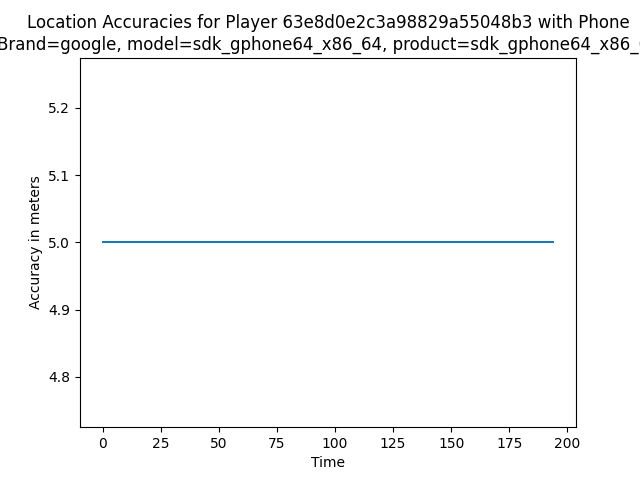 Location Accuracies for Player 63e8d0e2c3a98829a55048b3 with Phone
Brand=google, model=sdk_gphone64_x86_64, product=sdk_gphone64_x86_
5.2
5.1
5.0
4.9
4.8
Accuracy in meters
0 25 50 75 100 125 150 175 200
Time